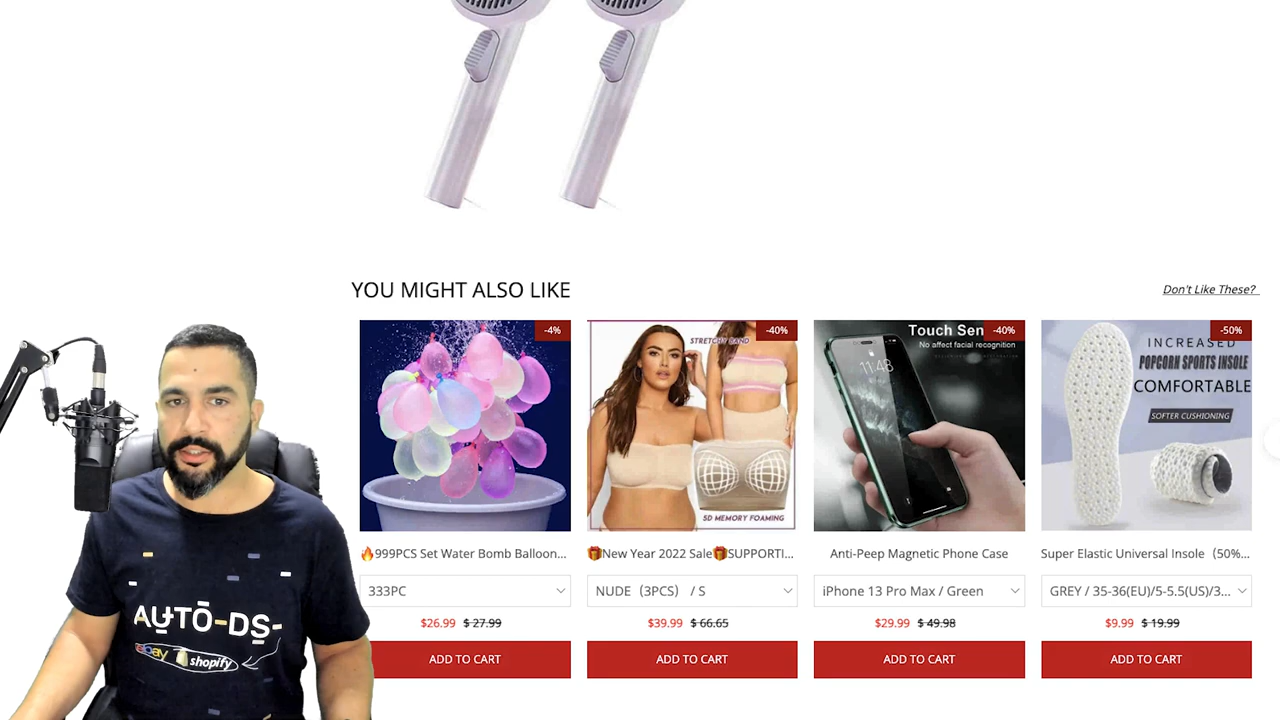 YOU MIGHT ALSO LIKE
Don't Like These?
-4%
-40%
STRETCHY BAND
5D MEMORY FOAMING
Touch Sen
-40%
No affect facial recognition
11:48
-50%
INCREASED
POPCORN SPORTS INSOLE
COMFORTABLE
SOFTER CUSHIONING
🔥999PCS Set Water Bomb Balloon...
🎁New Year 2022 Sale🎁SUPPORTI...
Anti-Peep Magnetic Phone Case
Super Elastic Universal Insole（50%...
333PC
NUDE（3PCS） / S
iPhone 13 Pro Max / Green
GREY / 35-36(EU)/5-5.5(US)/3...
$26.99 $ 27.99
$39.99 $ 66.65
$29.99 $ 49.98
$9.99 $ 19.99
ADD TO CART
ADD TO CART
ADD TO CART
ADD TO CART
AUTO-DS-
ebay shopify